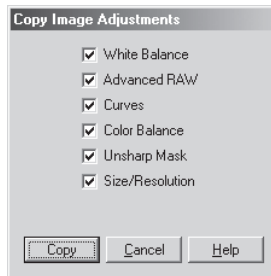 Copy Image Adjustments
White Balance
Advanced RAW
Curves
Color Balance
Unsharp Mask
Size/Resolution
Copy Cancel Help